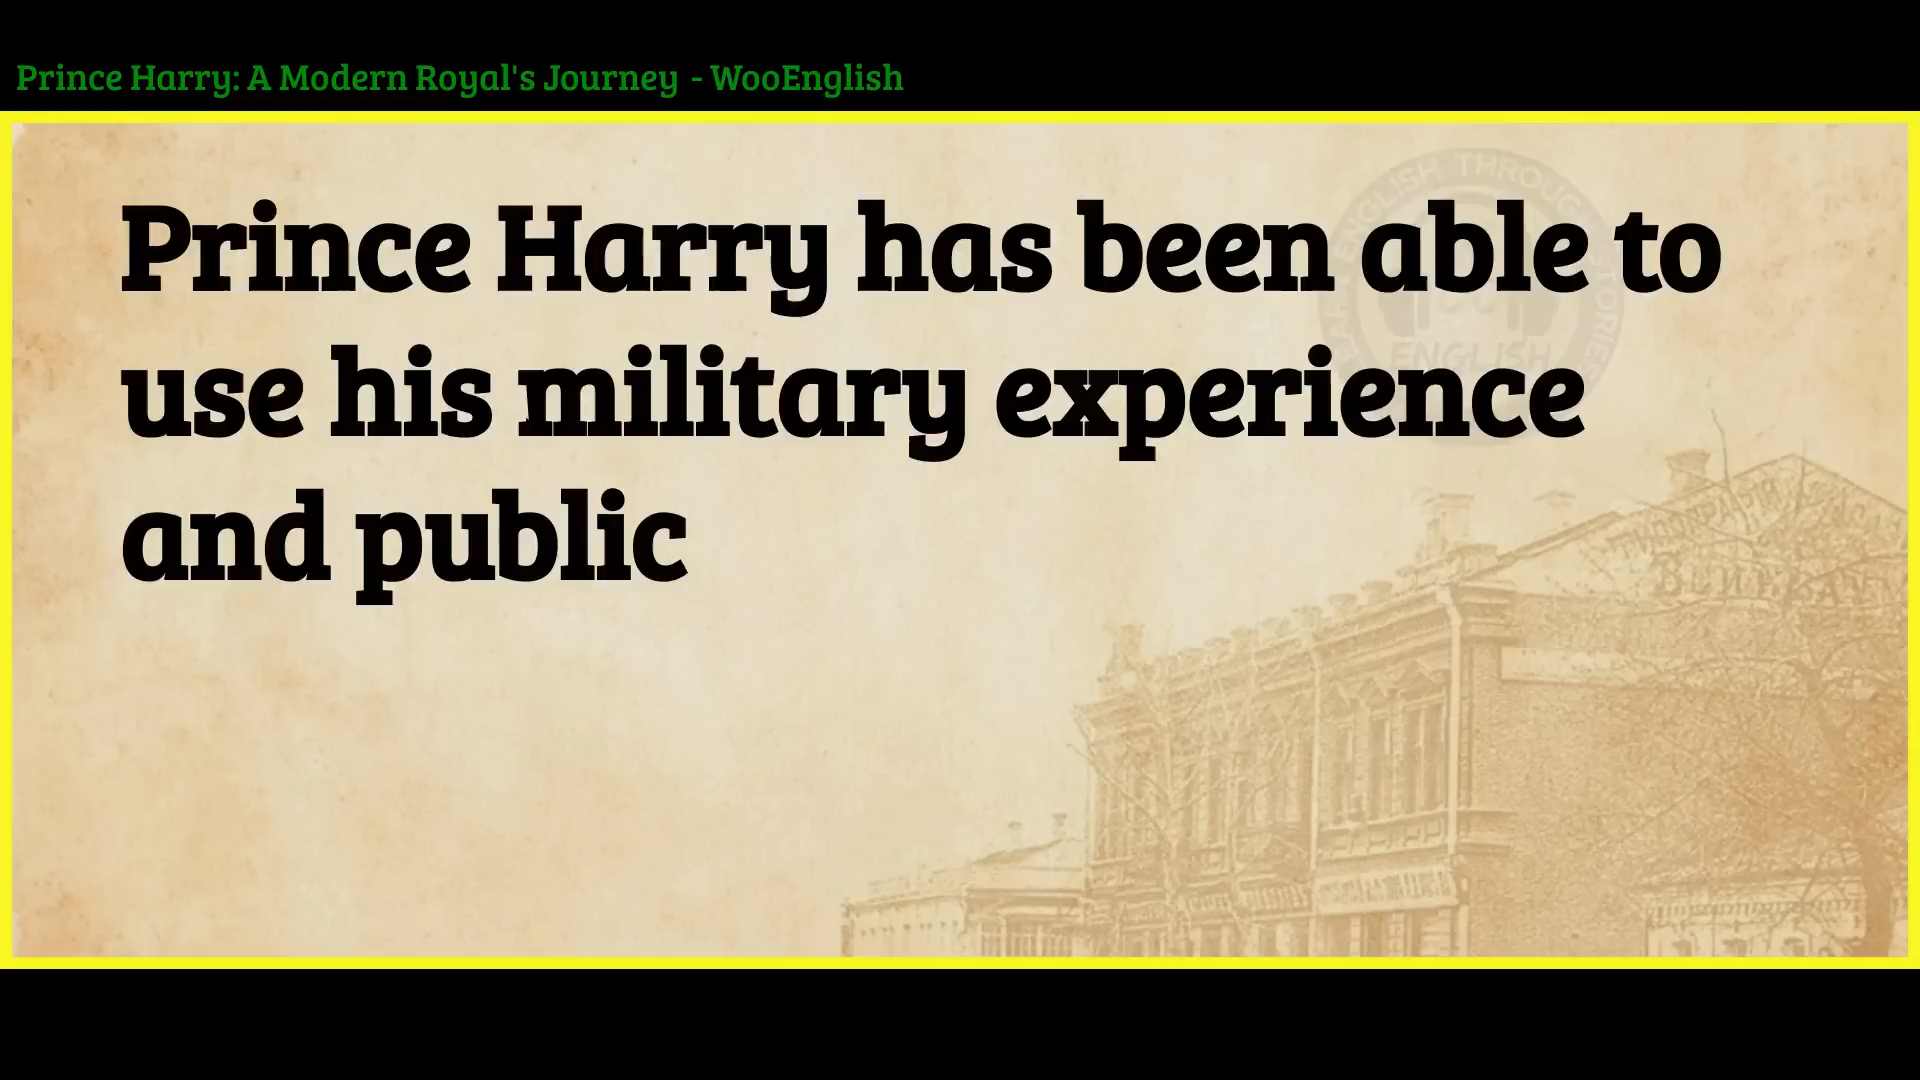 Prince Harry: A Modern Royal's Journey - WooEnglish
Prince Harry has been able to
use his military experience
and public